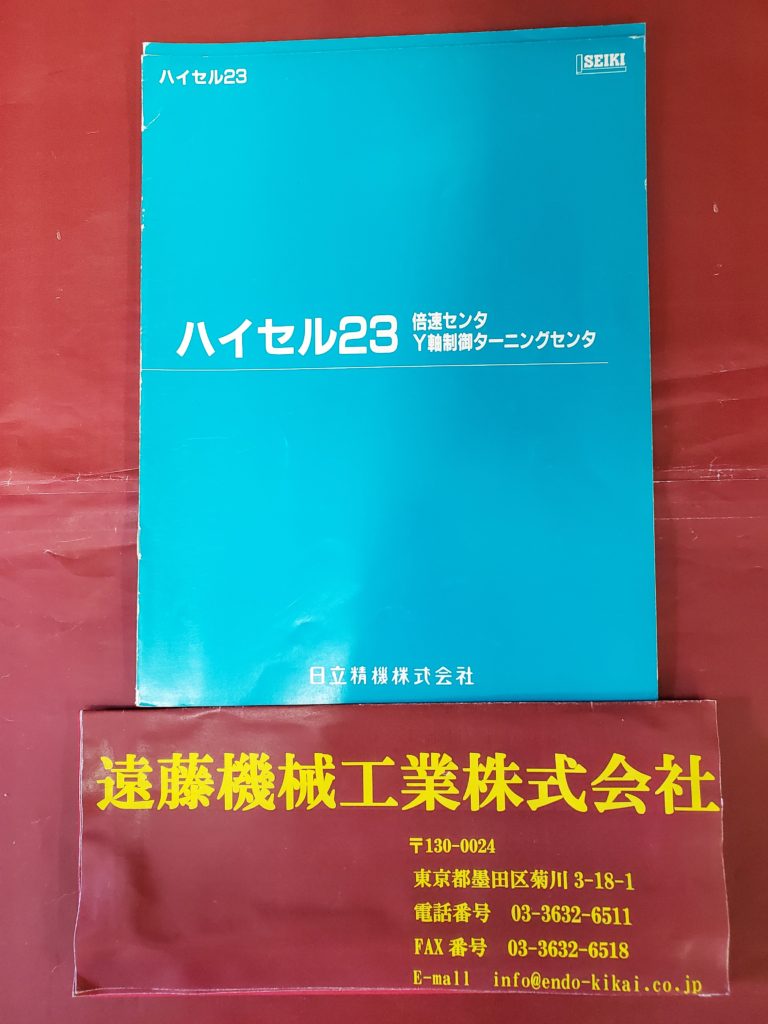 ハイセル23
SEIKI
ハイセル23
倍速センタ
Y軸制御ターニングセンタ
日立精機株式会社
遠藤機械工業株式会社
〒130-0024
東京都墨田区菊川 3-18-1
電話番号 03-3632-6511
FAX 番号 03-3632-6518
E-mall info@endo-kikai.co.jp